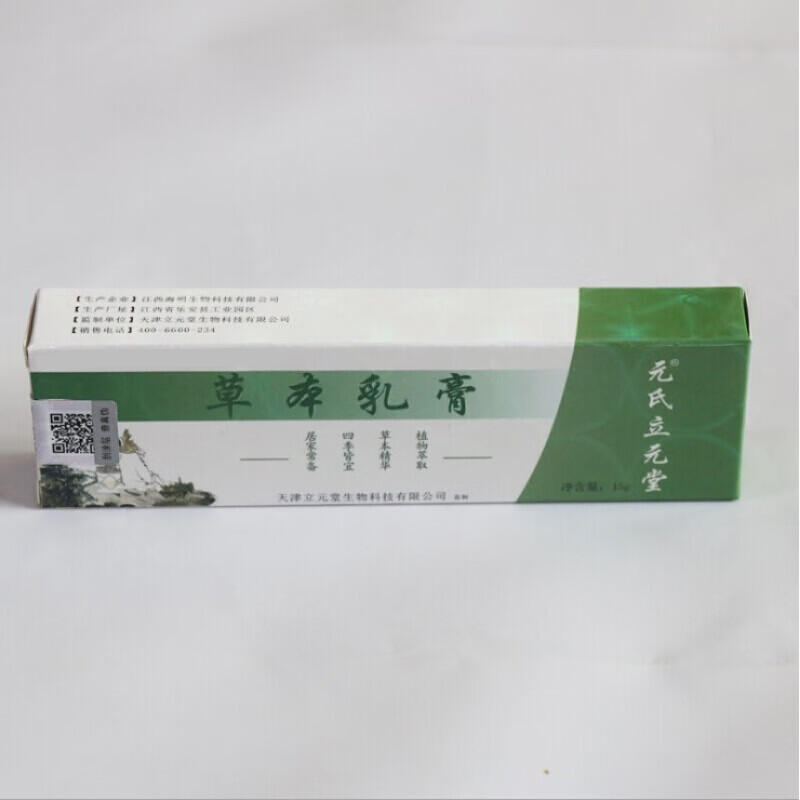 【生产企业】江西海明生物科技有限公司
【生产厂址】江西省乐安县工业园区
【监制单位】天津立元堂生物科技有限公司
【销售电话】400-6600-234
草本乳膏
植物萃取
草本精华
四季皆宜
居家常备
天津立元堂生物科技有限公司 监制
元氏立元堂®
净含量：15g